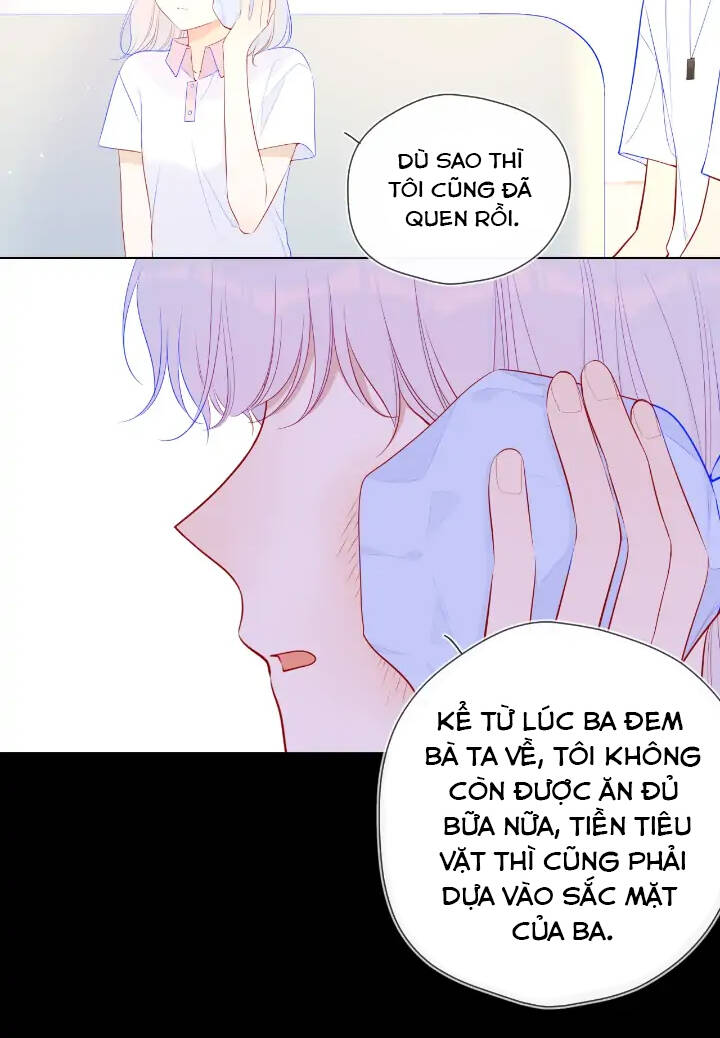 DÙ SAO THÌ
TÔI CŨNG ĐÃ
QUEN RỒI.
KỂ TỪ LÚC BA ĐEM
BÀ TA VỀ, TÔI KHÔNG
CÒN ĐƯỢC ĂN ĐỦ
BỮA NỮA, TIỀN TIÊU
VẶT THÌ CŨNG PHẢI
DỰA VÀO SẮC MẶT
CỦA BA.